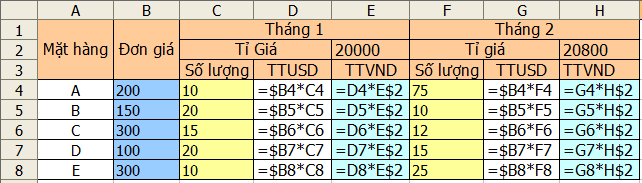 A B C D E F G H
1 Mặt hàng Đơn giá Tháng 1 Tháng 2
2 Tỉ Giá 20000 Tỉ giá 20800
3 Số lượng TTUSD TTVND Số lượng TTUSD TTVND
4 A 200 10 =$B4*C4 =D4*E$2 75 =$B4*F4 =G4*H$2
5 B 150 20 =$B5*C5 =D5*E$2 10 =$B5*F5 =G5*H$2
6 C 300 15 =$B6*C6 =D6*E$2 12 =$B6*F6 =G6*H$2
7 D 100 20 =$B7*C7 =D7*E$2 15 =$B7*F7 =G7*H$2
8 E 300 10 =$B8*C8 =D8*E$2 25 =$B8*F8 =G8*H$2